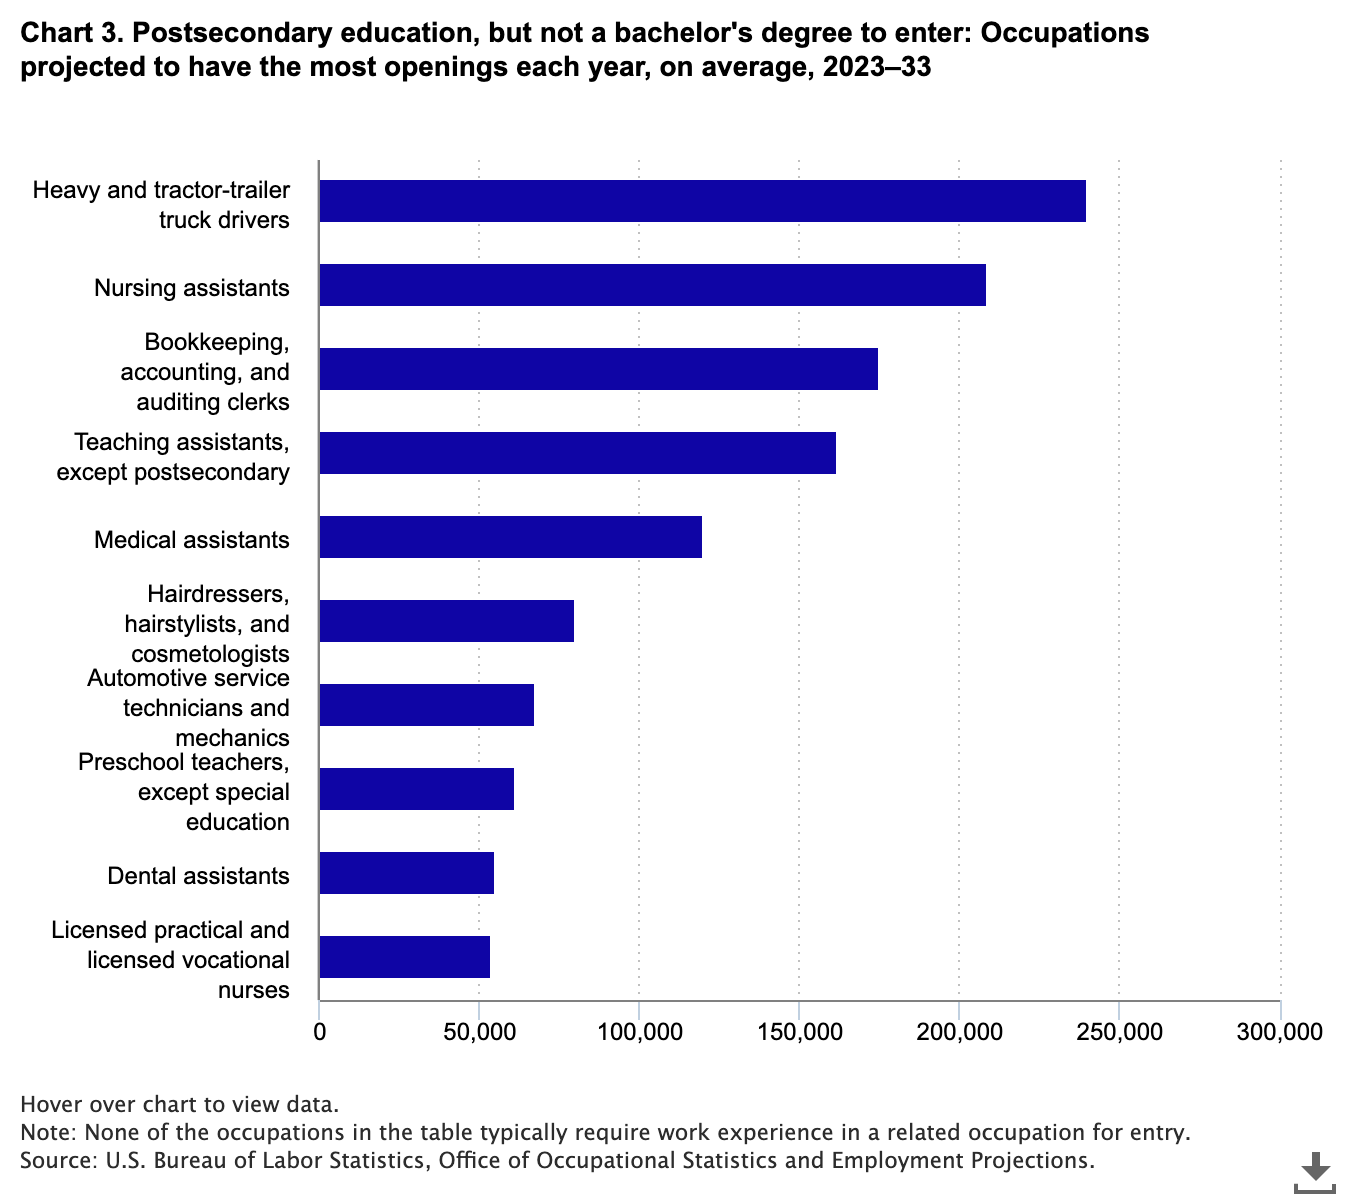 Chart 3. Postsecondary education, but not a bachelor's degree to enter: Occupations
projected to have the most openings each year, on average, 2023–33
Heavy and tractor-trailer
truck drivers
Nursing assistants
Bookkeeping,
accounting, and
auditing clerks
Teaching assistants,
except postsecondary
Medical assistants
Hairdressers,
hairstylists, and
cosmetologists
Automotive service
technicians and
mechanics
Preschool teachers,
except special
education
Dental assistants
Licensed practical and
licensed vocational
nurses
0 50,000 100,000 150,000 200,000 250,000 300,000
Hover over chart to view data.
Note: None of the occupations in the table typically require work experience in a related occupation for entry.
Source: U.S. Bureau of Labor Statistics, Office of Occupational Statistics and Employment Projections.